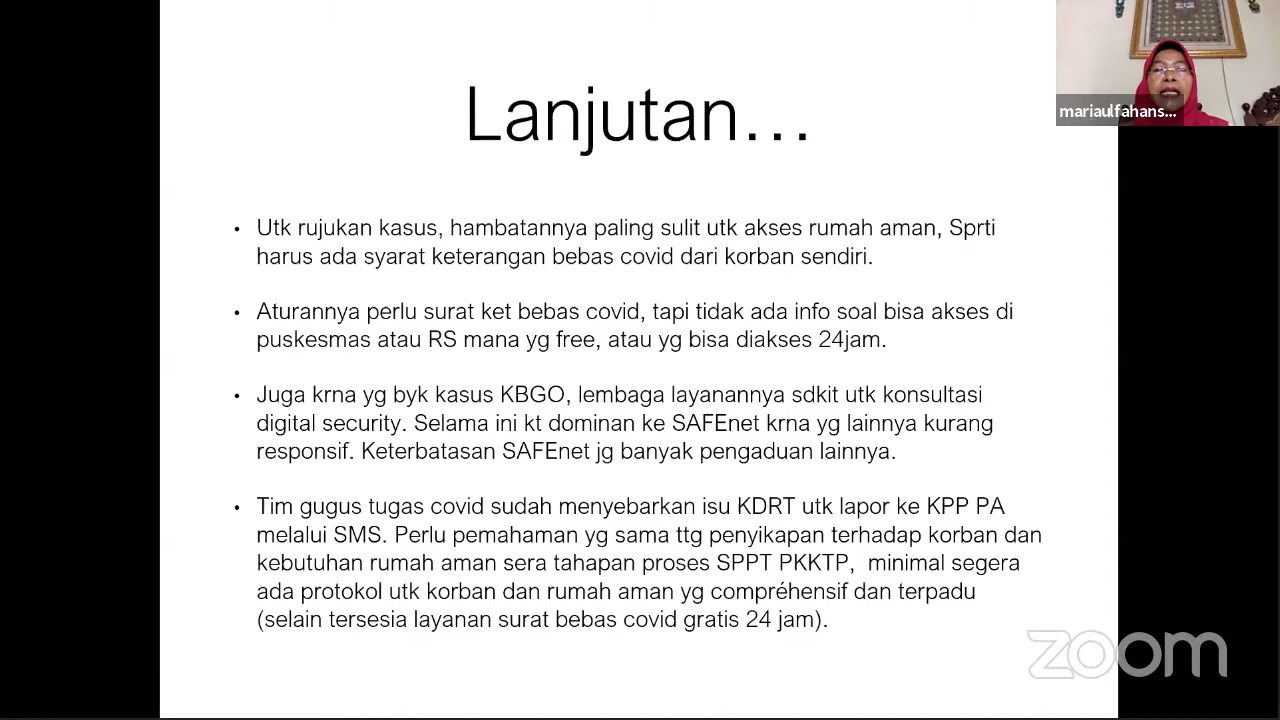 Lanjutan...
mariaulfahans...
• Utk rujukan kasus, hambatannya paling sulit utk akses rumah aman, Sprti
harus ada syarat keterangan bebas covid dari korban sendiri.
• Aturannya perlu surat ket bebas covid, tapi tidak ada info soal bisa akses di
puskesmas atau RS mana yg free, atau yg bisa diakses 24jam.
• Juga krna yg byk kasus KBGO, lembaga layanannya sdkit utk konsultasi
digital security. Selama ini kt dominan ke SAFEnet krna yg lainnya kurang
responsif. Keterbatasan SAFEnet jg banyak pengaduan lainnya.
• Tim gugus tugas covid sudah menyebarkan isu KDRT utk lapor ke KPP PA
melalui SMS. Perlu pemahaman yg sama ttg penyikapan terhadap korban dan
kebutuhan rumah aman sera tahapan proses SPPT PKKTP,  minimal segera
ada protokol utk korban dan rumah aman yg compréhensif dan terpadu
(selain tersesia layanan surat bebas covid gratis 24 jam).
zoom